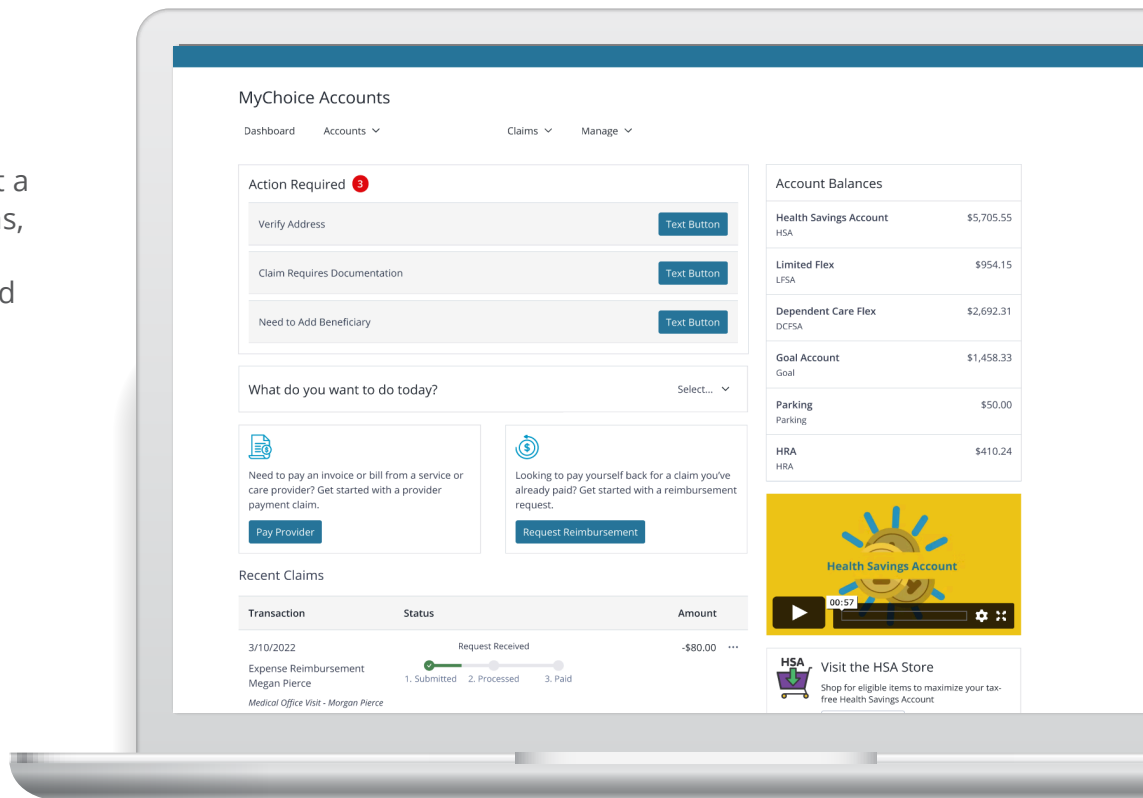 t a
s,
d
MyChoice Accounts
Dashboard Accounts Claims Manage
Action Required 3
Verify Address Text Button
Claim Requires Documentation Text Button
Need to Add Beneficiary Text Button
What do you want to do today? Select...
Need to pay an invoice or bill from a service or
care provider? Get started with a provider
payment claim.
Pay Provider
Looking to pay yourself back for a claim you’ve
already paid? Get started with a reimbursement
request.
Request Reimbursement
Recent Claims
Transaction Status Amount
3/10/2022 Request Received -$80.00 ...
Expense Reimbursement
Megan Pierce
1. Submitted 2. Processed 3. Paid
Medical Office Visit - Morgan Pierce
Account Balances
Health Savings Account $5,705.55
HSA
Limited Flex $954.15
LFSA
Dependent Care Flex $2,692.31
DCFSA
Goal Account $1,458.33
Goal
Parking $50.00
Parking
HRA $410.24
HRA
Health Savings Account
00:57
HSA
Visit the HSA Store
Shop for eligible items to maximize your tax-
free Health Savings Account